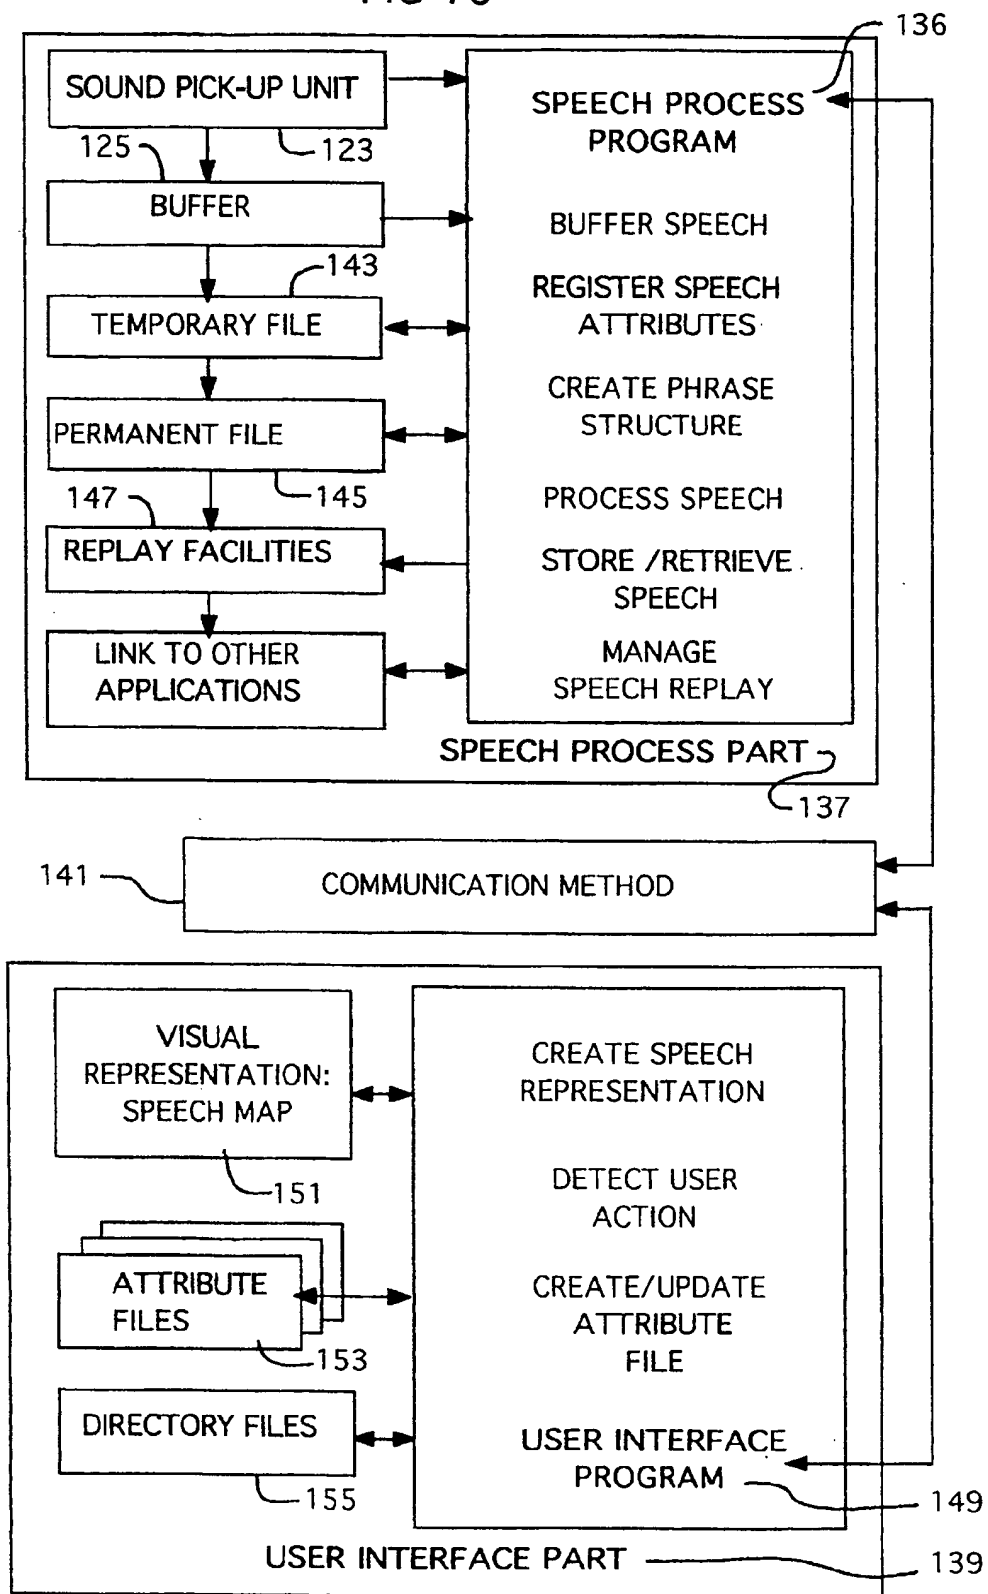 136
SOUND PICK-UP UNIT
SPEECH PROCESS
PROGRAM
125
123
BUFFER
BUFFER SPEECH
143
REGISTER SPEECH
ATTRIBUTES
TEMPORARY FILE
CREATE PHRASE
STRUCTURE
PERMANENT FILE
147
145
PROCESS SPEECH
REPLAY FACILITIES
STORE /RETRIEVE
SPEECH
LINK TO OTHER
APPLICATIONS
MANAGE
SPEECH REPLAY
SPEECH PROCESS PART
137
141
COMMUNICATION METHOD
VISUAL
REPRESENTATION:
SPEECH MAP
CREATE SPEECH
REPRESENTATION
151
DETECT USER
ACTION
ATTRIBUTE
FILES
CREATE/UPDATE
ATTRIBUTE
FILE
153
DIRECTORY FILES
USER INTERFACE
PROGRAM
155
149
USER INTERFACE PART
139